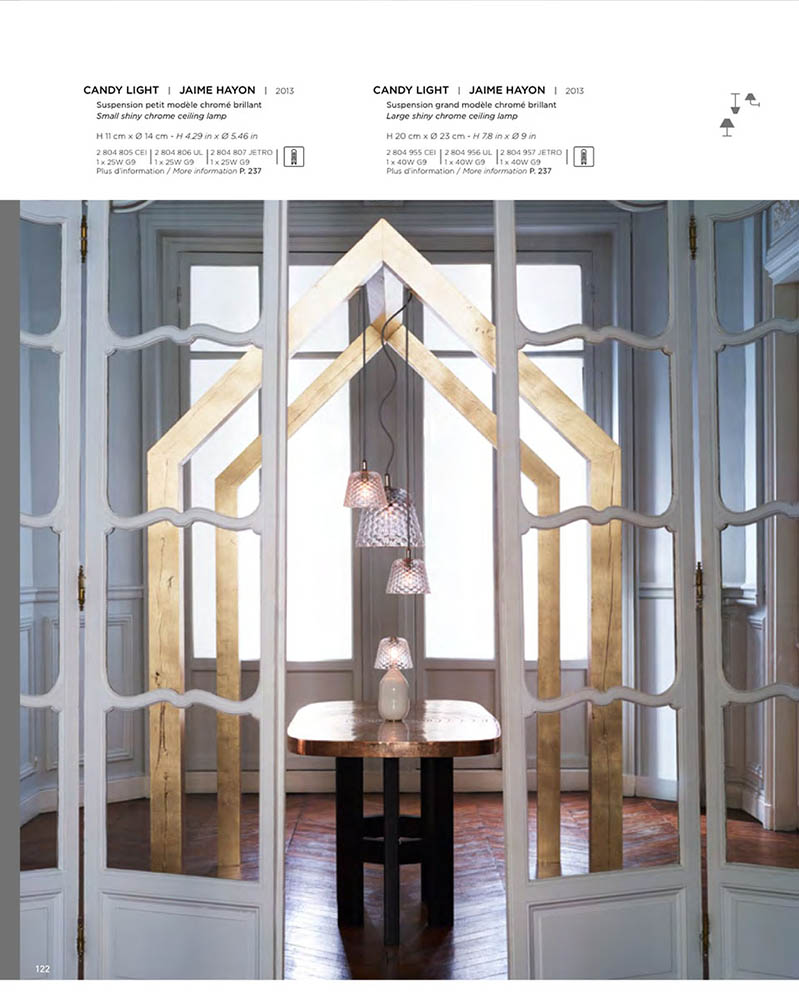 CANDY LIGHT | JAIME HAYON | 2013
Suspension petit modèle chromé brillant
Small shiny chrome ceiling lamp
H 11 cm x Ø 14 cm - H 4.29 in x Ø 5.46 in
2 804 805 CEI | 2 804 806 UL | 2 804 807 JETRO |
1 x 25W G9 | 1 x 25W G9 | 1 x 25W G9
Plus d'information / More information P. 237
CANDY LIGHT | JAIME HAYON | 2013
Suspension grand modèle chromé brillant
Large shiny chrome ceiling lamp
H 20 cm x Ø 23 cm - H 7.8 in x Ø 9 in
2 804 955 CEI | 2 804 956 UL | 2 804 957 JETRO |
1 x 40W G9 | 1 x 40W G9 | 1 x 40W G9
Plus d'information / More information P. 237
122